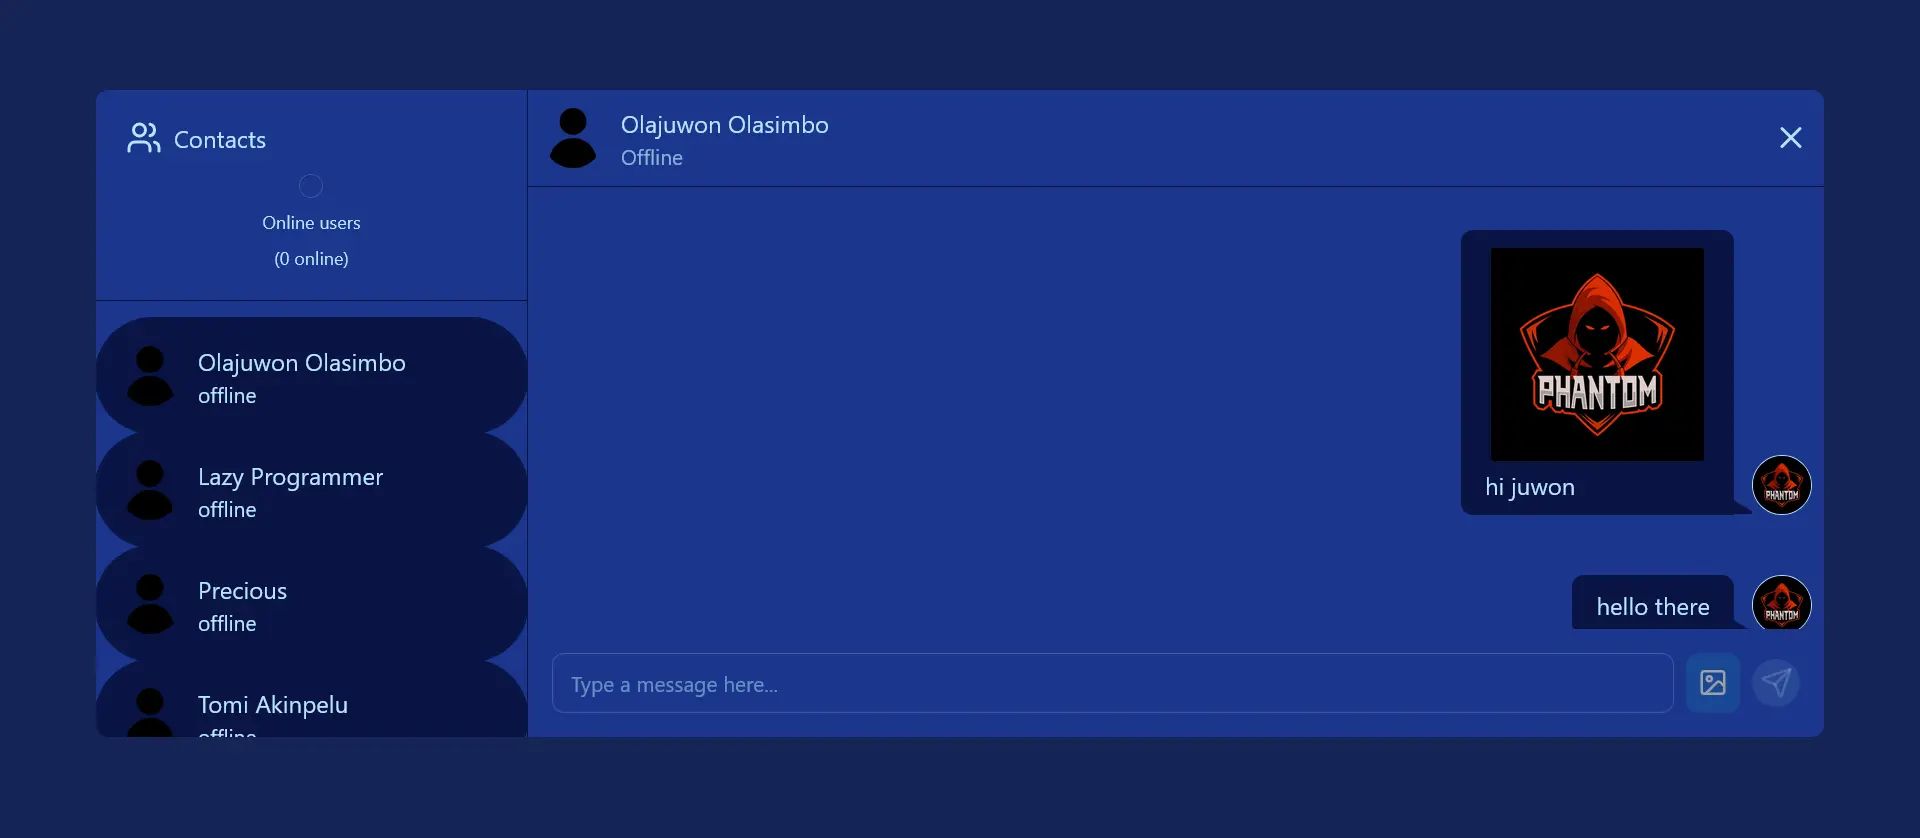 Contacts
Online users
(0 online)
Olajuwon Olasimbo
offline
Lazy Programmer
offline
Precious
offline
Tomi Akinpelu
offline
Olajuwon Olasimbo
Offline
PHANTOM
hi juwon
PHANTOM
hello there
PHANTOM
Type a message here...